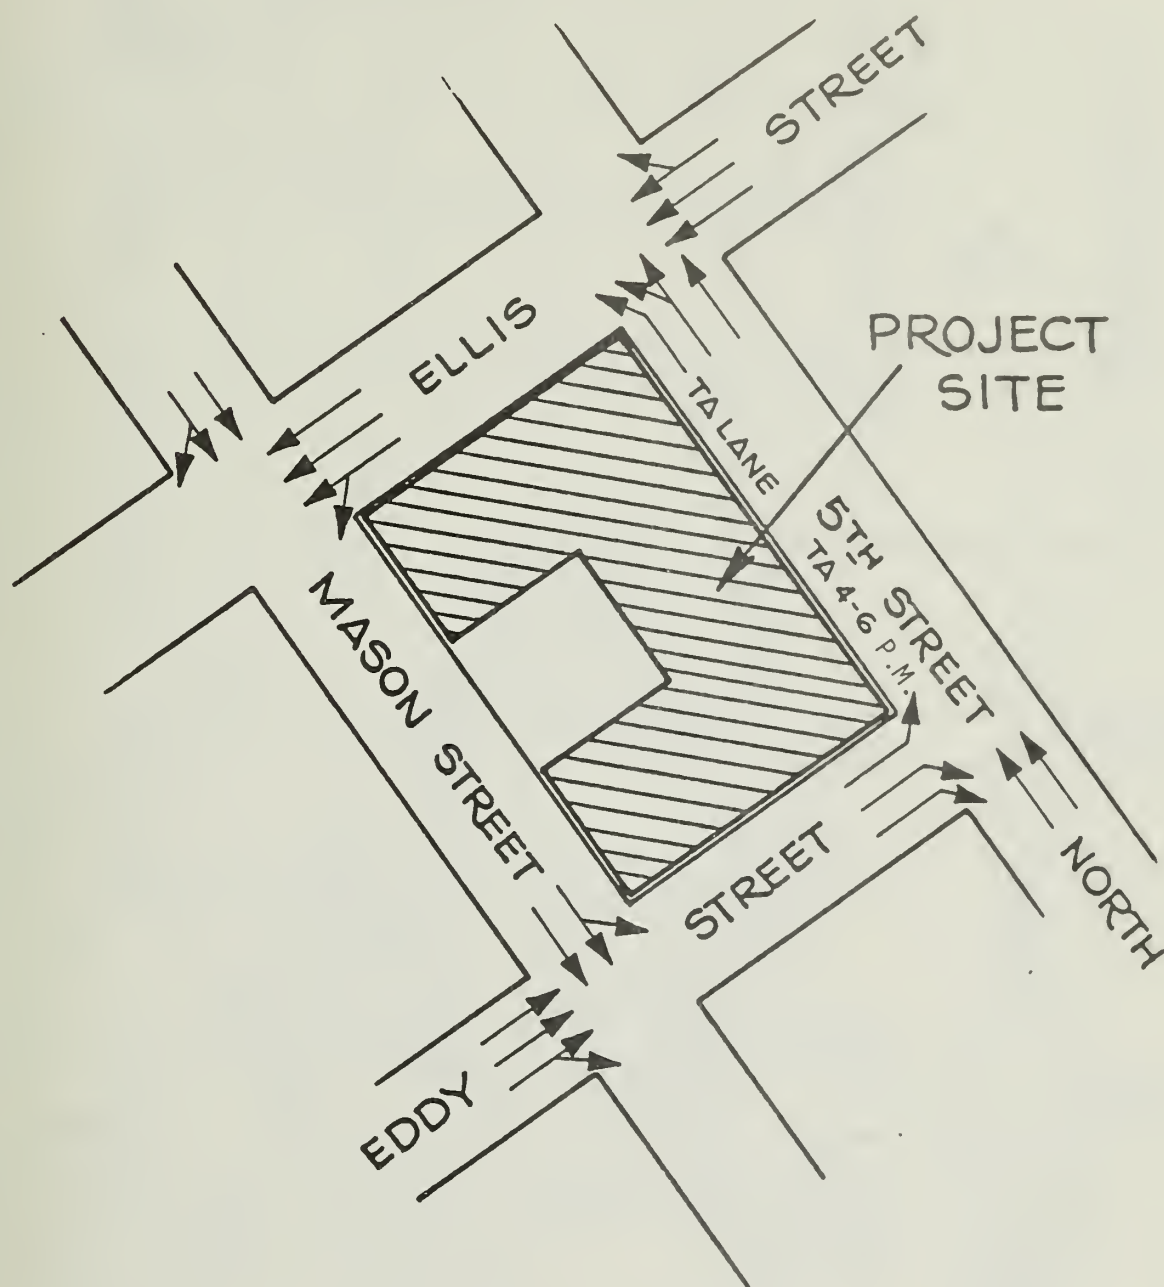 STREET
ELLIS
PROJECT
SITE
TA LANE
5TH STREET
TA 4-6 P.M.
MASON STREET
STREET
NORTH
EDDY